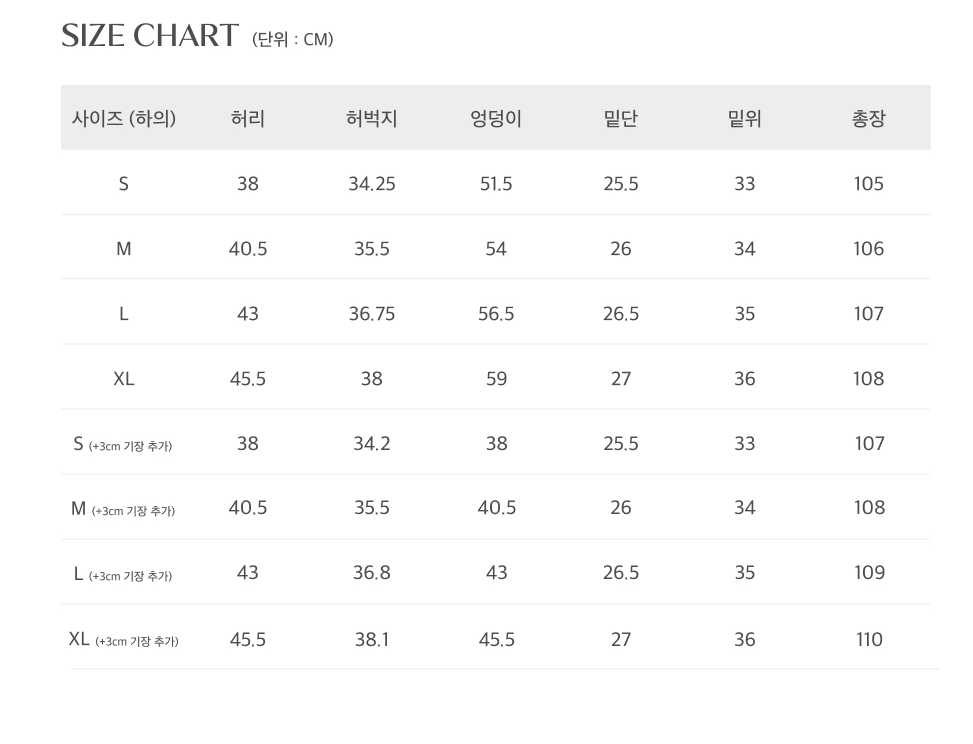 SIZE CHART (단위 : CM)
사이즈 (하의) 허리 허벅지 엉덩이 밑단 밑위 총장
S 38 34.25 51.5 25.5 33 105
M 40.5 35.5 54 26 34 106
L 43 36.75 56.5 26.5 35 107
XL 45.5 38 59 27 36 108
S (+3cm 기장 추가) 38 34.2 38 25.5 33 107
M (+3cm 기장 추가) 40.5 35.5 40.5 26 34 108
L (+3cm 기장 추가) 43 36.8 43 26.5 35 109
XL (+3cm 기장 추가) 45.5 38.1 45.5 27 36 110